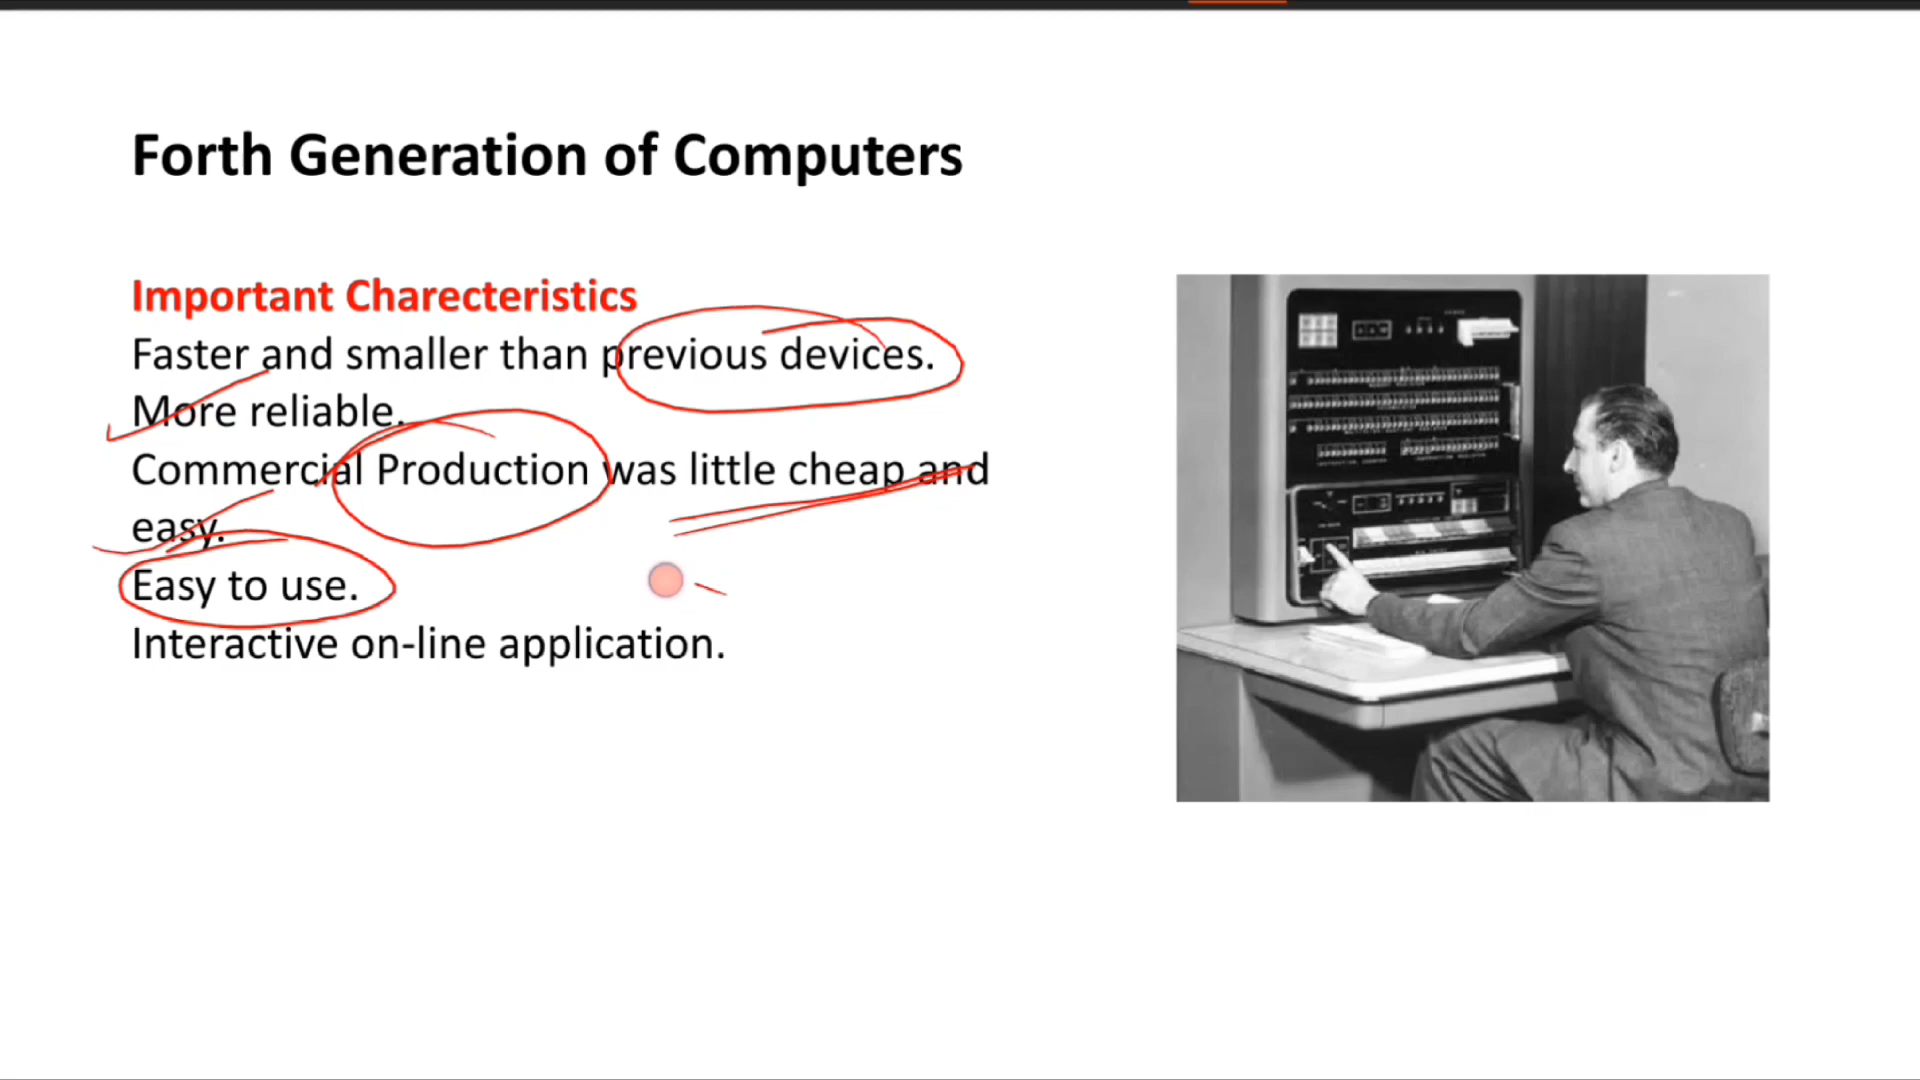 Forth Generation of Computers
Important Charecteristics
Faster and smaller than previous devices.
More reliable.
Commercial Production was little cheap and
easy.
Easy to use.
Interactive on-line application.